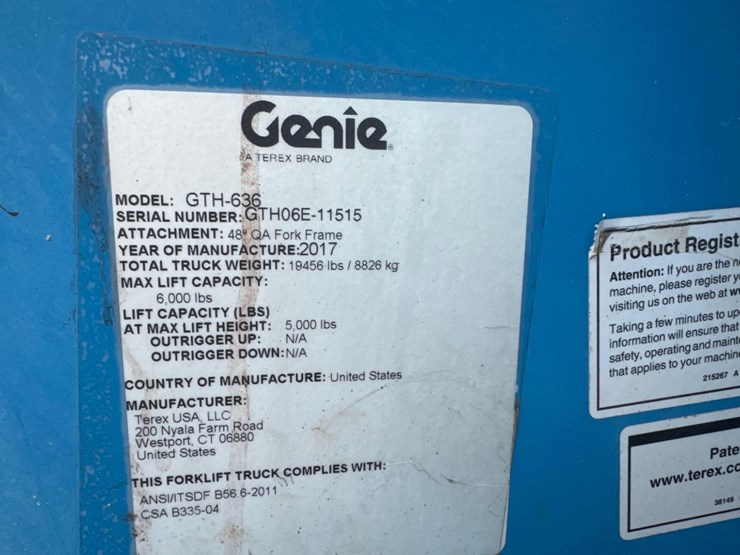 Genie
A TEREX BRAND
MODEL: GTH-636
SERIAL NUMBER: GTH06E-11515
ATTACHMENT: 48" QA Fork Frame
YEAR OF MANUFACTURE: 2017
TOTAL TRUCK WEIGHT: 19456 lbs / 8826 kg
MAX LIFT CAPACITY:
6,000 lbs
LIFT CAPACITY (LBS)
AT MAX LIFT HEIGHT: 5,000 lbs
OUTRIGGER UP: N/A
OUTRIGGER DOWN: N/A
COUNTRY OF MANUFACTURE: United States
MANUFACTURER:
Terex USA, LLC
200 Nyala Farm Road
Westport, CT 06880
United States
THIS FORKLIFT TRUCK COMPLIES WITH:
ANSI/ITSDF B56.6-2011
CSA B335-04
Product Regist
Attention: If you are the n
machine, please register y
visiting us on the web at w
Taking a few minutes to up
information will ensure that
safety, operating and maint
that applies to your machin
215267 A
Pate
www.terex.co
38149